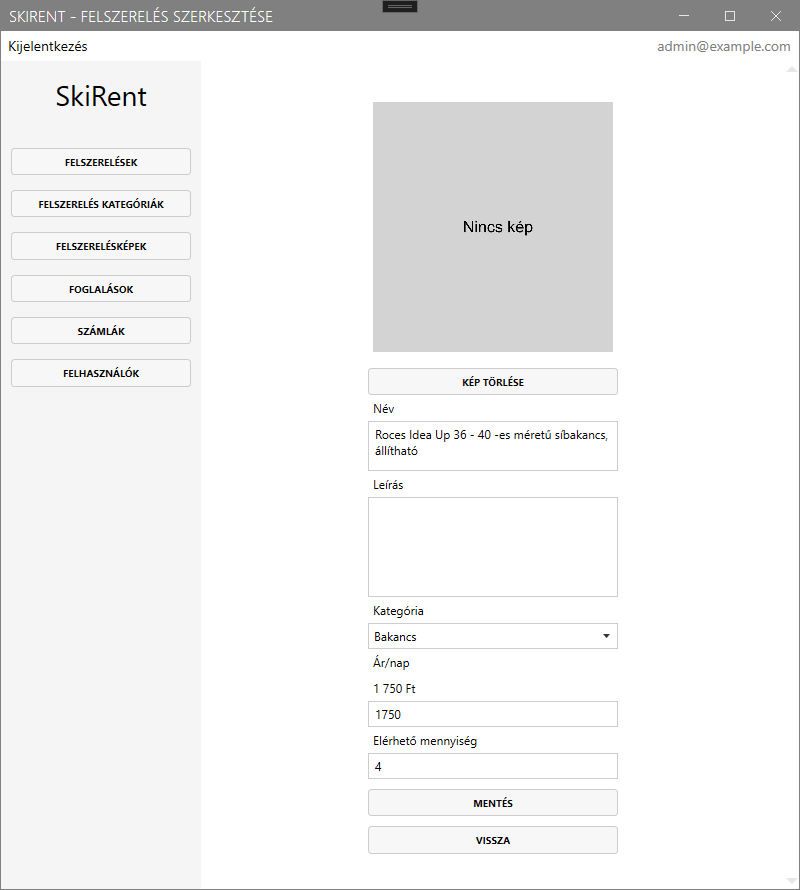 SKIRENT - FELSZERELÉS SZERKESZTÉSE
Kijelentkezés
admin@example.com
SkiRent
FELSZERELÉSEK
FELSZERELÉS KATEGÓRIÁK
FELSZERELÉSKÉPEK
FOGLALÁSOK
SZÁMLÁK
FELHASZNÁLÓK
Nincs kép
KÉP TÖRLÉSE
Név
Roces Idea Up 36 - 40 -es méretű síbakancs,
állítható
Leírás
Kategória
Bakancs
Ár/nap
1 750 Ft
1750
Elérhető mennyiség
4
MENTÉS
VISSZA